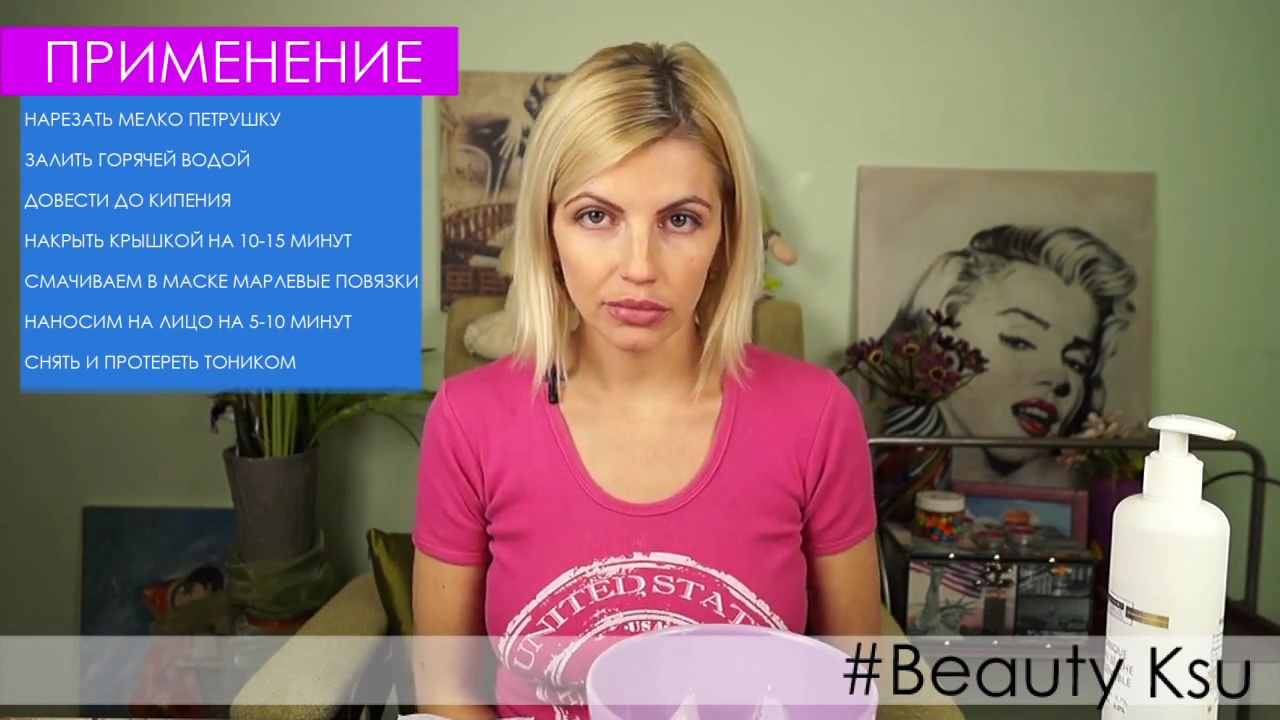 ПРИМЕНЕНИЕ
НАРЕЗАТЬ МЕЛКО ПЕТРУШКУ
ЗАЛИТЬ ГОРЯЧЕЙ ВОДОЙ
ДОВЕСТИ ДО КИПЕНИЯ
НАКРЫТЬ КРЫШКОЙ НА 10-15 МИНУТ
СМАЧИВАЕМ В МАСКЕ МАРЛЕВЫЕ ПОВЯЗКИ
НАНОСИМ НА ЛИЦО НА 5-10 МИНУТ
СНЯТЬ И ПРОТЕРЕТЬ ТОНИКОМ
UNITED STAT
USA
#Beauty Ksu